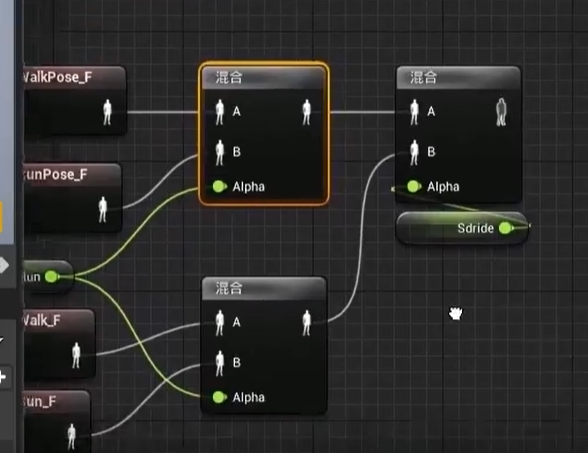 WalkPose_F
RunPose_F
混合
A
B
Alpha
混合
A
B
Alpha
Sdride
Run
Walk_F
Run_F
混合
A
B
Alpha